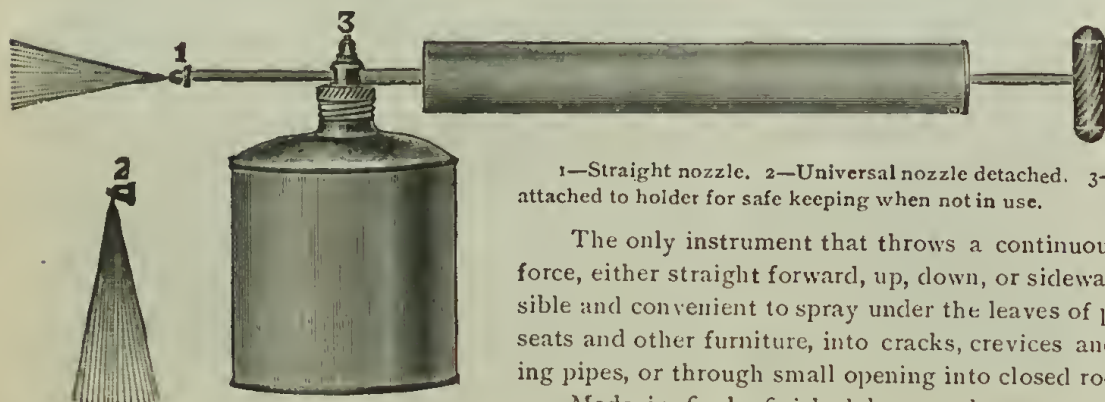 3
1
2
1—Straight nozzle. 2—Universal nozzle detached. 3—
attached to holder for safe keeping when not in use.
The only instrument that throws a continuou
force, either straight forward, up, down, or sidewa
sible and convenient to spray under the leaves of p
seats and other furniture, into cracks, crevices an
ing pipes, or through small opening into closed ro